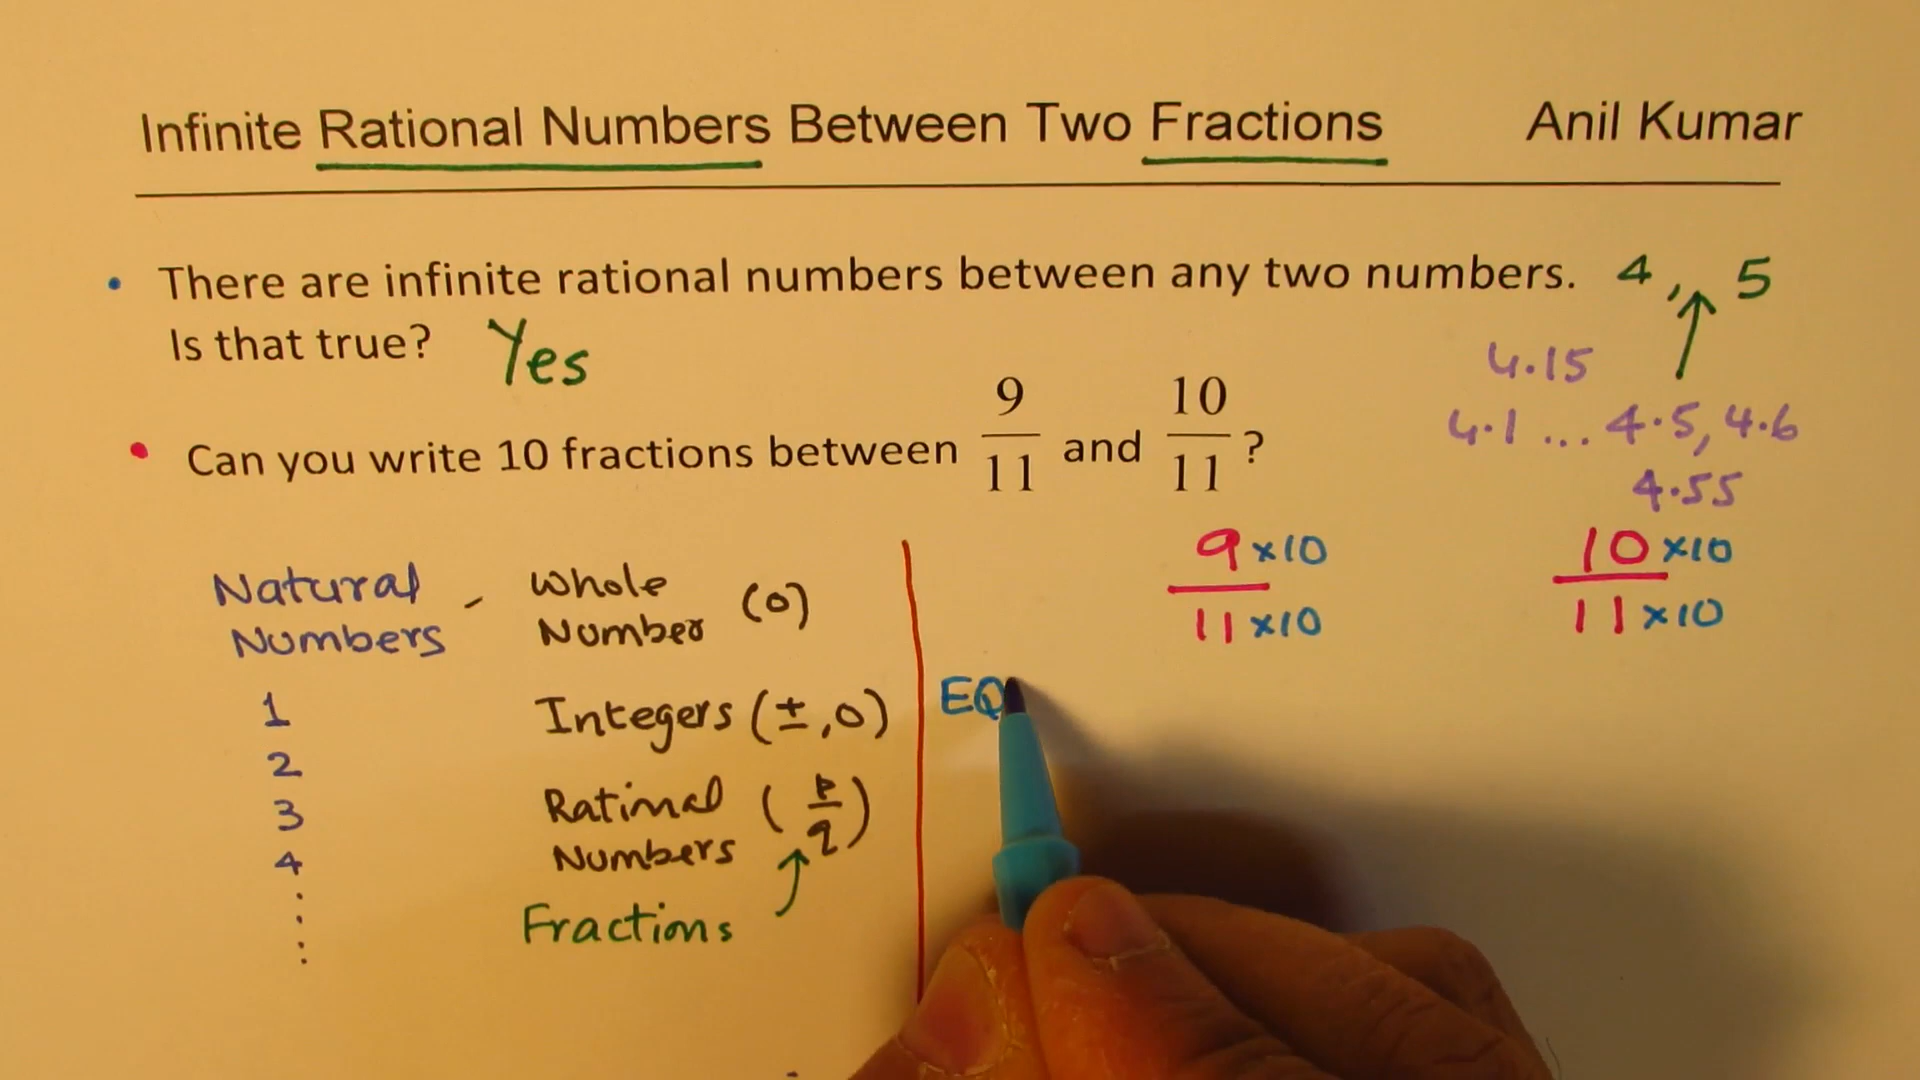 Infinite Rational Numbers Between Two Fractions Anil Kumar
• There are infinite rational numbers between any two numbers. 4, 5
Is that true? Yes
4.15
4.1 ... 4.5, 4.6
4.55
• Can you write 10 fractions between 9/11 and 10/11?
Natural Numbers - Whole Number (0)
1
2
3
4
Integers (±, 0)
Rational Numbers (p/q)
Fractions
9×10
11×10
10×10
11×10
EQ